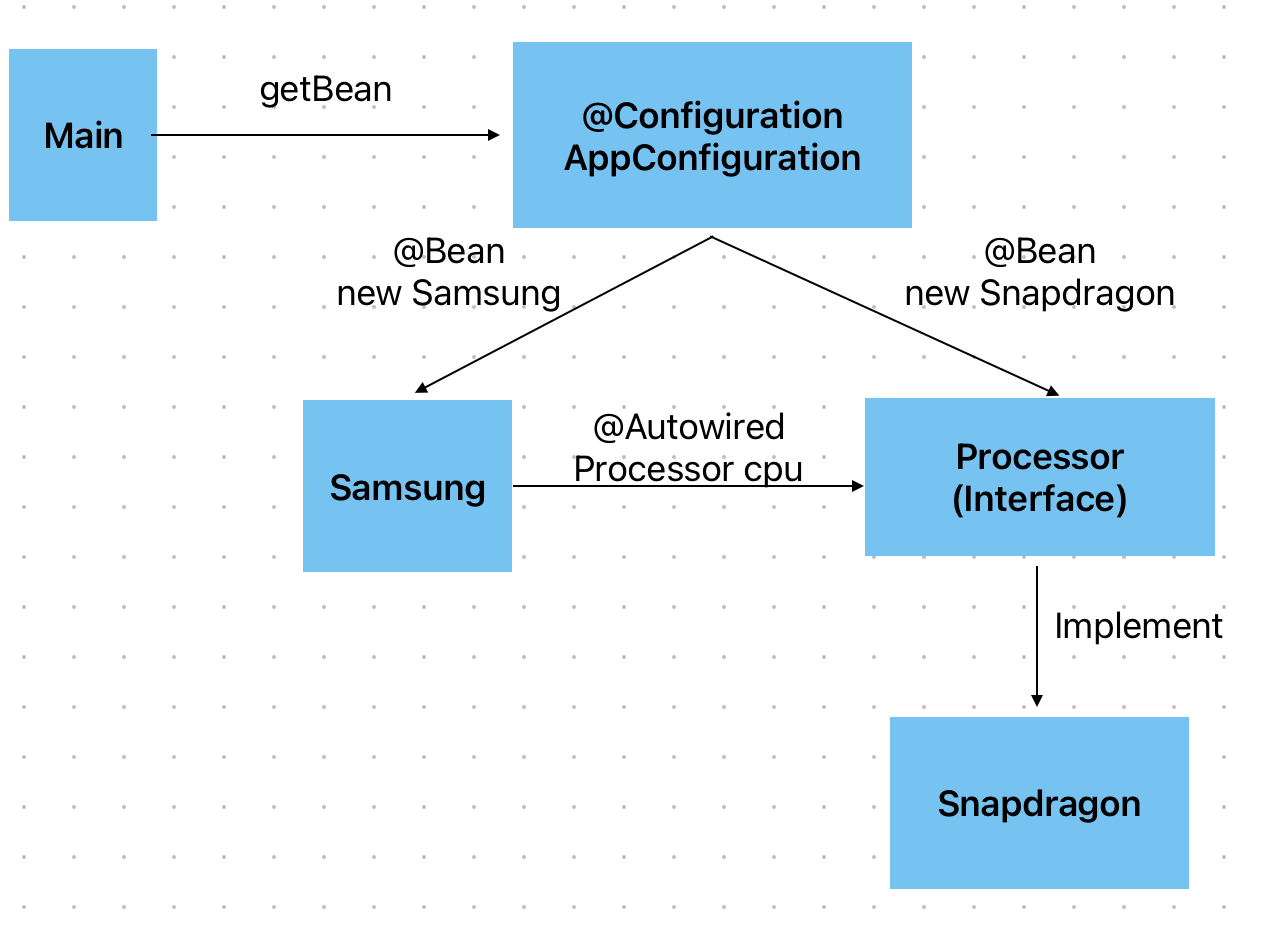 Main
getBean
@Configuration
AppConfiguration
@Bean
new Samsung
@Bean
new Snapdragon
Samsung
@Autowired
Processor cpu
Processor
(Interface)
Implement
Snapdragon